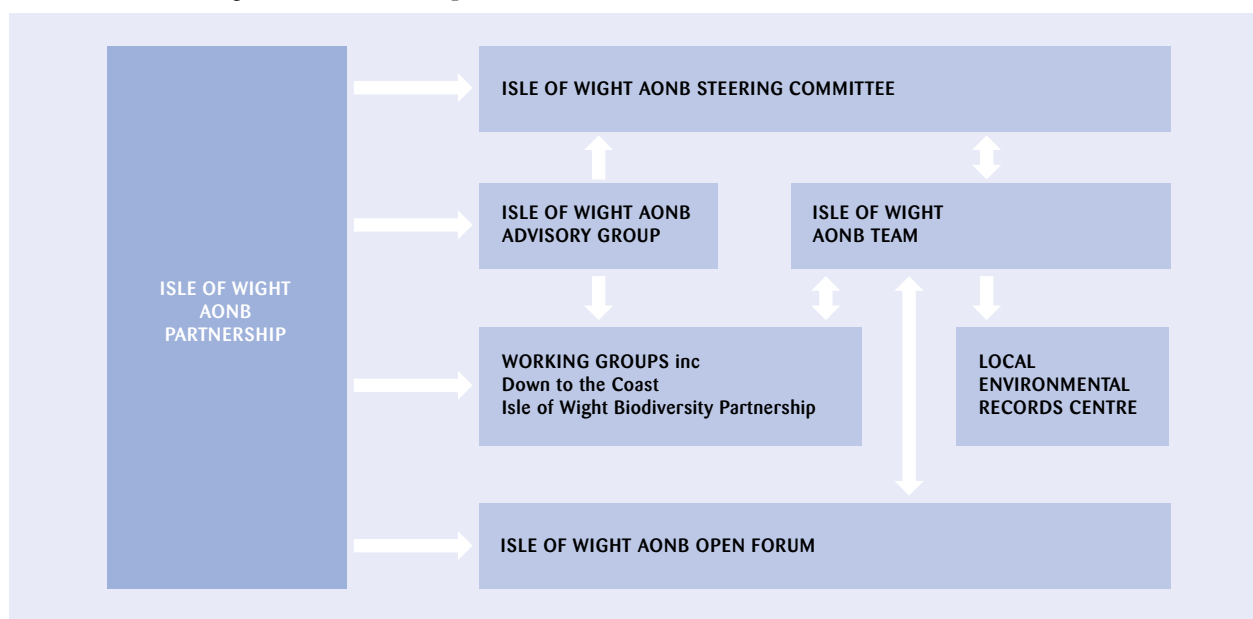 ISLE OF WIGHT
AONB
PARTNERSHIP
ISLE OF WIGHT AONB STEERING COMMITTEE
ISLE OF WIGHT AONB
ADVISORY GROUP
ISLE OF WIGHT
AONB TEAM
WORKING GROUPS inc
Down to the Coast
Isle of Wight Biodiversity Partnership
LOCAL
ENVIRONMENTAL
RECORDS CENTRE
ISLE OF WIGHT AONB OPEN FORUM